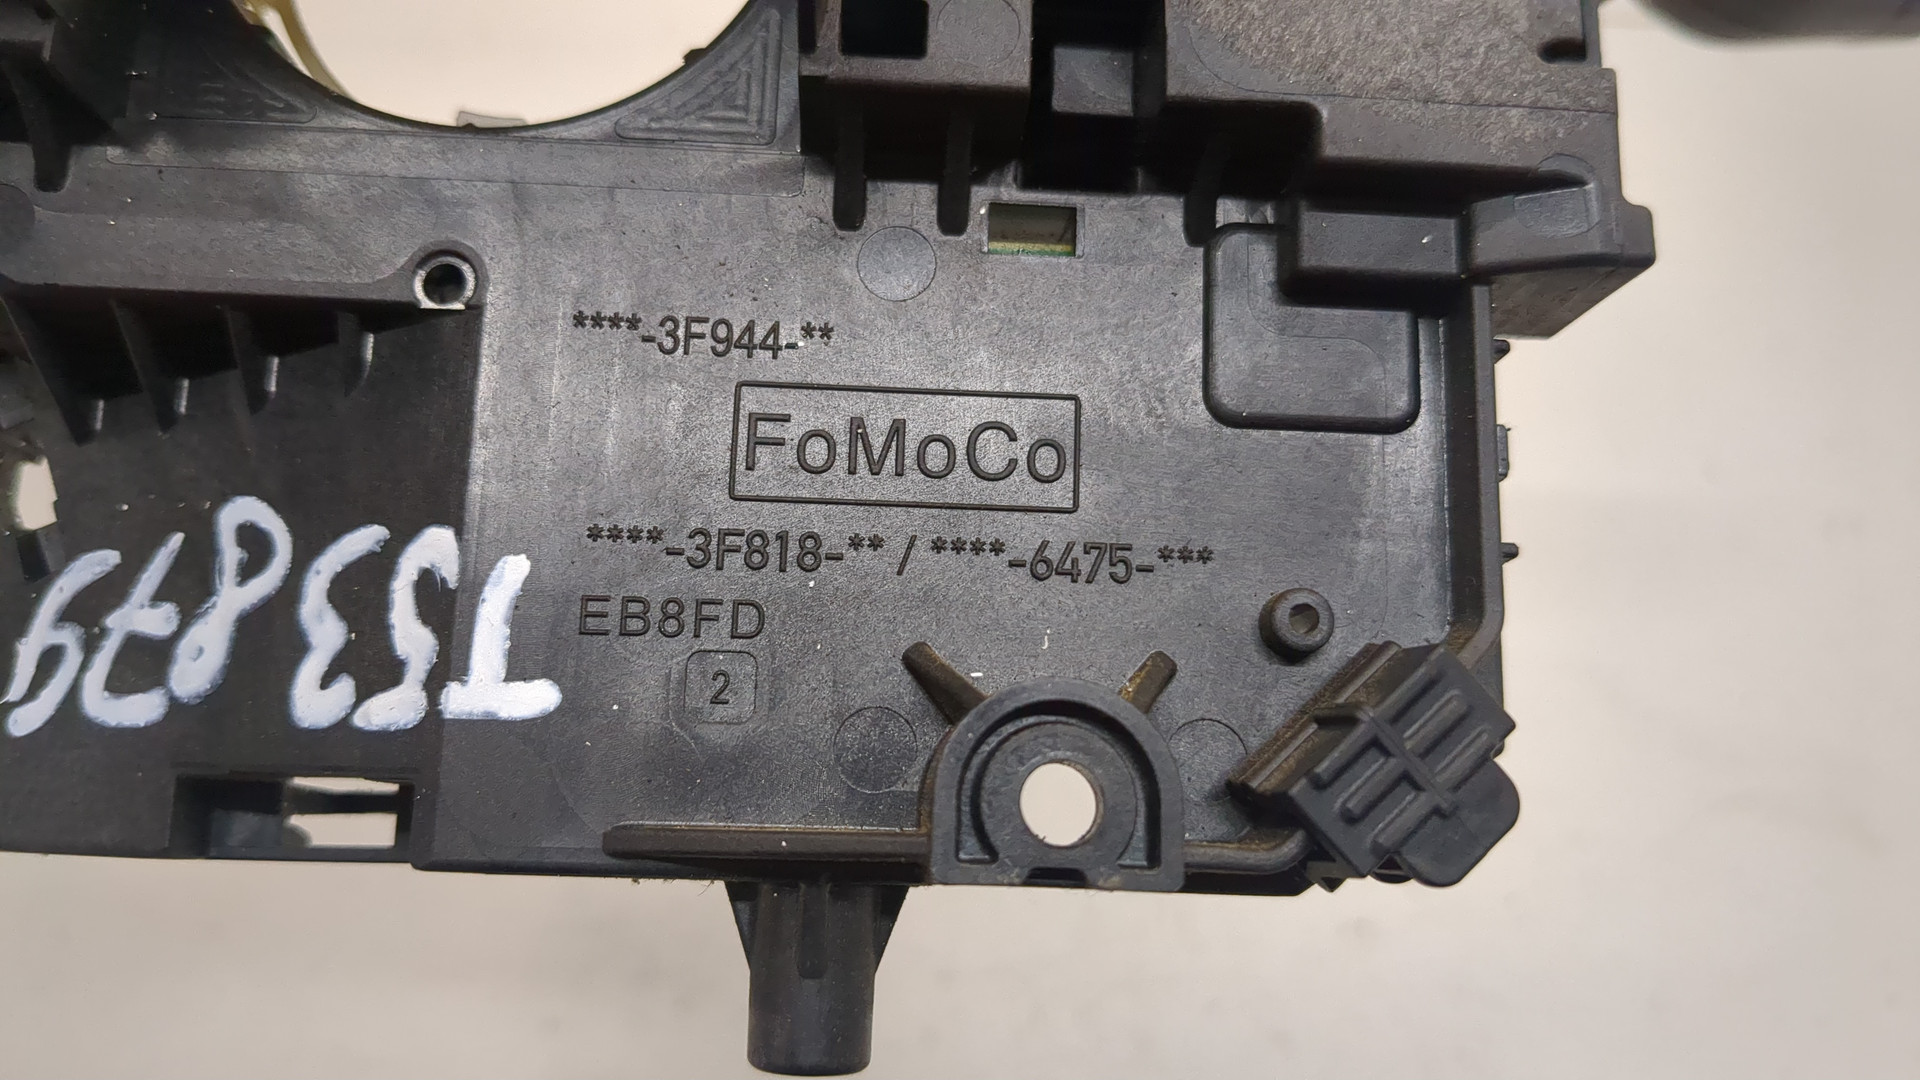 ****-3F944-**
FoMoCo
****-3F818-** / ****-6475-***
EB8FD
2
T53879